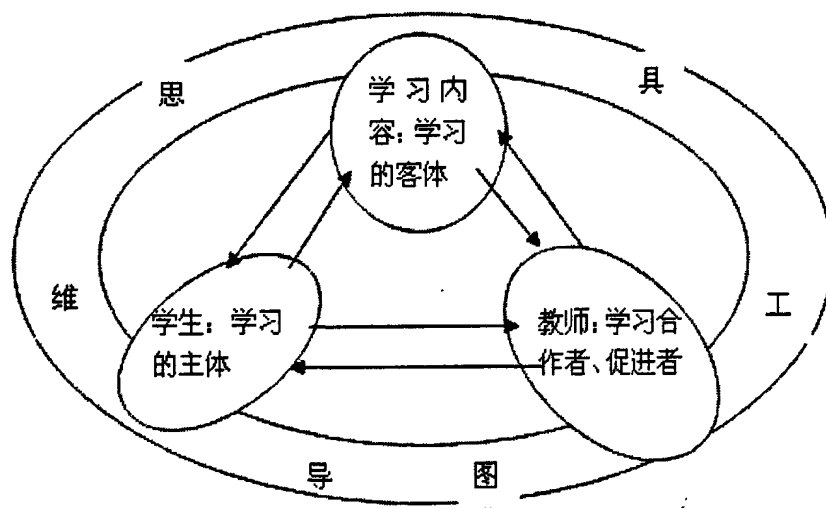 思
维
导
图
工
具
学习内
容：学习
的客体
学生：学习
的主体
教师：学习合
作者、促进者